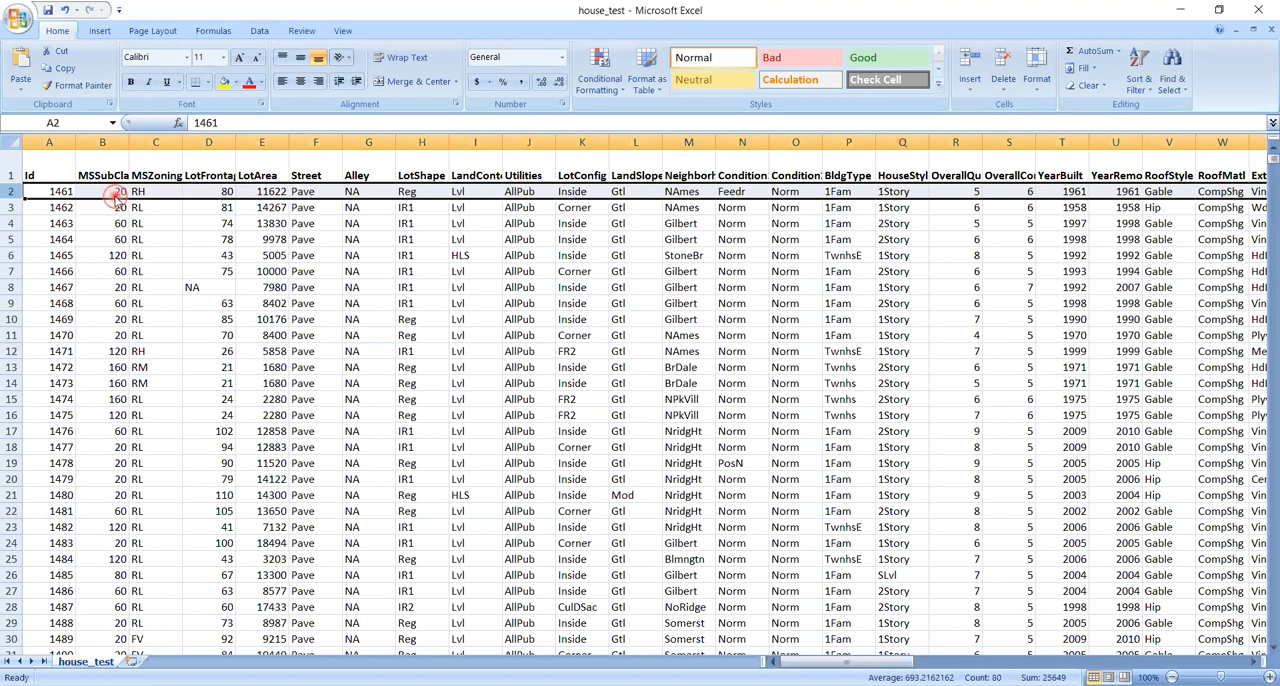 house_test - Microsoft Excel
Home Insert Page Layout Formulas Data Review View
Cut
Copy
Format Painter
Paste
Clipboard
Calibri 11
Font
Wrap Text
Merge & Center
Alignment
General
Number
Conditional Formatting
Format as Table
Normal Bad Good
Neutral Calculation Check Cell
Styles
Insert Delete Format
Cells
AutoSum
Fill
Clear
Sort & Filter
Find & Select
Editing
A2 fx 1461
A B C D E F G H I J K L M N O P Q R S T U V W
1 Id MSSubCla MSZoning LotFrontag LotArea Street Alley LotShape LandConto Utilities LotConfig LandSlope Neighborh Condition Condition BldgType HouseStyl OverallQu OverallCon YearBuilt YearRemo RoofStyle RoofMatl Ext
2 1461 20 RH 80 11622 Pave NA Reg Lvl AllPub Inside Gtl NAmes Feedr Norm 1Fam 1Story 5 6 1961 1961 Gable CompShg Vin
3 1462 20 RL 81 14267 Pave NA IR1 Lvl AllPub Corner Gtl NAmes Norm Norm 1Fam 1Story 6 6 1958 1958 Hip CompShg Wd
4 1463 60 RL 74 13830 Pave NA IR1 Lvl AllPub Inside Gtl Gilbert Norm Norm 1Fam 2Story 5 5 1997 1998 Gable CompShg Vin
5 1464 60 RL 78 9978 Pave NA IR1 Lvl AllPub Inside Gtl Gilbert Norm Norm 1Fam 2Story 6 6 1998 1998 Gable CompShg Vin
6 1465 120 RL 43 5005 Pave NA IR1 HLS AllPub Inside Gtl StoneBr Norm Norm TwnhsE 1Story 8 5 1992 1992 Gable CompShg Hdl
7 1466 60 RL 75 10000 Pave NA IR1 Lvl AllPub Corner Gtl Gilbert Norm Norm 1Fam 2Story 6 5 1993 1994 Gable CompShg Hdl
8 1467 20 RL NA 7980 Pave NA IR1 Lvl AllPub Inside Gtl Gilbert Norm Norm 1Fam 1Story 6 7 1992 2007 Gable CompShg Hdl
9 1468 60 RL 63 8402 Pave NA IR1 Lvl AllPub Inside Gtl Gilbert Norm Norm 1Fam 2Story 6 5 1998 1998 Gable CompShg Vin
10 1469 20 RL 85 10176 Pave NA Reg Lvl AllPub Inside Gtl Gilbert Norm Norm 1Fam 1Story 7 5 1990 1990 Gable CompShg Hdl
11 1470 20 RL 70 8400 Pave NA Reg Lvl AllPub Corner Gtl NAmes Norm Norm 1Fam 1Story 4 5 1970 1970 Gable CompShg Ply
12 1471 120 RH 26 5858 Pave NA IR1 Lvl AllPub FR2 Gtl NAmes Norm Norm TwnhsE 1Story 7 5 1999 1999 Gable CompShg Me
13 1472 160 RM 21 1680 Pave NA Reg Lvl AllPub Inside Gtl BrDale Norm Norm Twnhs 2Story 6 5 1971 1971 Gable CompShg Hdl
14 1473 160 RM 21 1680 Pave NA Reg Lvl AllPub Inside Gtl BrDale Norm Norm Twnhs 2Story 5 5 1971 1971 Gable CompShg Hdl
15 1474 160 RL 24 2280 Pave NA Reg Lvl AllPub FR2 Gtl NPkVill Norm Norm Twnhs 2Story 6 6 1975 1975 Gable CompShg Ply
16 1475 120 RL 24 2280 Pave NA Reg Lvl AllPub FR2 Gtl NPkVill Norm Norm Twnhs 1Story 7 6 1975 1975 Gable CompShg Ply
17 1476 60 RL 102 12858 Pave NA IR1 Lvl AllPub Inside Gtl NridgHt Norm Norm 1Fam 2Story 9 5 2009 2010 Gable CompShg Vin
18 1477 20 RL 94 12883 Pave NA IR1 Lvl AllPub Corner Gtl NridgHt Norm Norm 1Fam 1Story 8 5 2009 2010 Gable CompShg Vin
19 1478 20 RL 90 11520 Pave NA Reg Lvl AllPub Inside Gtl NridgHt PosN Norm 1Fam 1Story 9 5 2005 2005 Hip CompShg Vin
20 1479 20 RL 79 14122 Pave NA IR1 Lvl AllPub Inside Gtl NridgHt Norm Norm 1Fam 1Story 8 5 2005 2006 Hip CompShg Cer
21 1480 20 RL 110 14300 Pave NA Reg HLS AllPub Inside Mod NridgHt Norm Norm 1Fam 1Story 9 5 2003 2004 Hip CompShg Vin
22 1481 60 RL 105 13650 Pave NA Reg Lvl AllPub Corner Gtl NridgHt Norm Norm 1Fam 2Story 8 5 2002 2002 Gable CompShg Vin
23 1482 120 RL 41 7132 Pave NA IR1 Lvl AllPub Inside Gtl NridgHt Norm Norm TwnhsE 1Story 8 5 2006 2006 Gable CompShg Vin
24 1483 20 RL 100 18494 Pave NA IR1 Lvl AllPub Corner Gtl NridgHt Norm Norm 1Fam 1Story 6 5 2005 2005 Gable CompShg Vin
25 1484 120 RL 43 3203 Pave NA Reg Lvl AllPub Inside Gtl Blmngtn Norm Norm TwnhsE 1Story 7 5 2006 2006 Gable CompShg Vin
26 1485 80 RL 67 13300 Pave NA IR1 Lvl AllPub Inside Gtl Gilbert Norm Norm 1Fam SLvl 7 5 2004 2004 Gable CompShg Vin
27 1486 60 RL 63 8577 Pave NA IR1 Lvl AllPub Inside Gtl Gilbert Norm Norm 1Fam 2Story 7 5 2004 2004 Gable CompShg Vin
28 1487 60 RL 60 17433 Pave NA IR2 Lvl AllPub CulDSac Gtl NoRidge Norm Norm 1Fam 2Story 8 5 1998 1998 Hip CompShg Vin
29 1488 20 RL 73 8987 Pave NA Reg Lvl AllPub Inside Gtl Somerst Norm Norm 1Fam 1Story 8 5 2005 2006 Gable CompShg Vin
30 1489 20 FV 92 9215 Pave NA Reg Lvl AllPub Inside Gtl Somerst Norm Norm 1Fam 1Story 7 5 2009 2010 Hip CompShg Vin
house_test
Ready Average: 693.2162162 Count: 80 Sum: 25649 100%